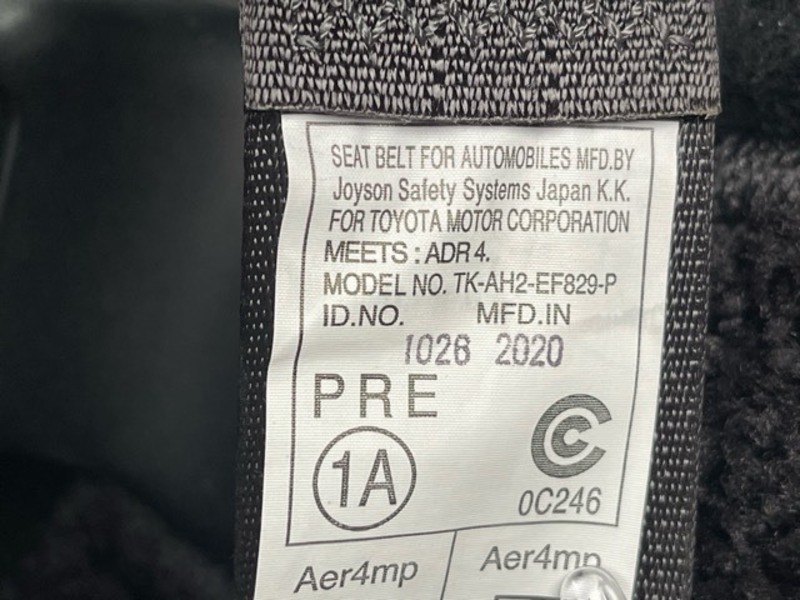 SEAT BELT FOR AUTOMOBILES MFD.BY
Joyson Safety Systems Japan K.K.
FOR TOYOTA MOTOR CORPORATION
MEETS : ADR 4.
MODEL NO. TK-AH2-EF829-P
ID.NO. MFD.IN
1026 2020
PRE
1A
0C246
Aer4mp Aer4mp